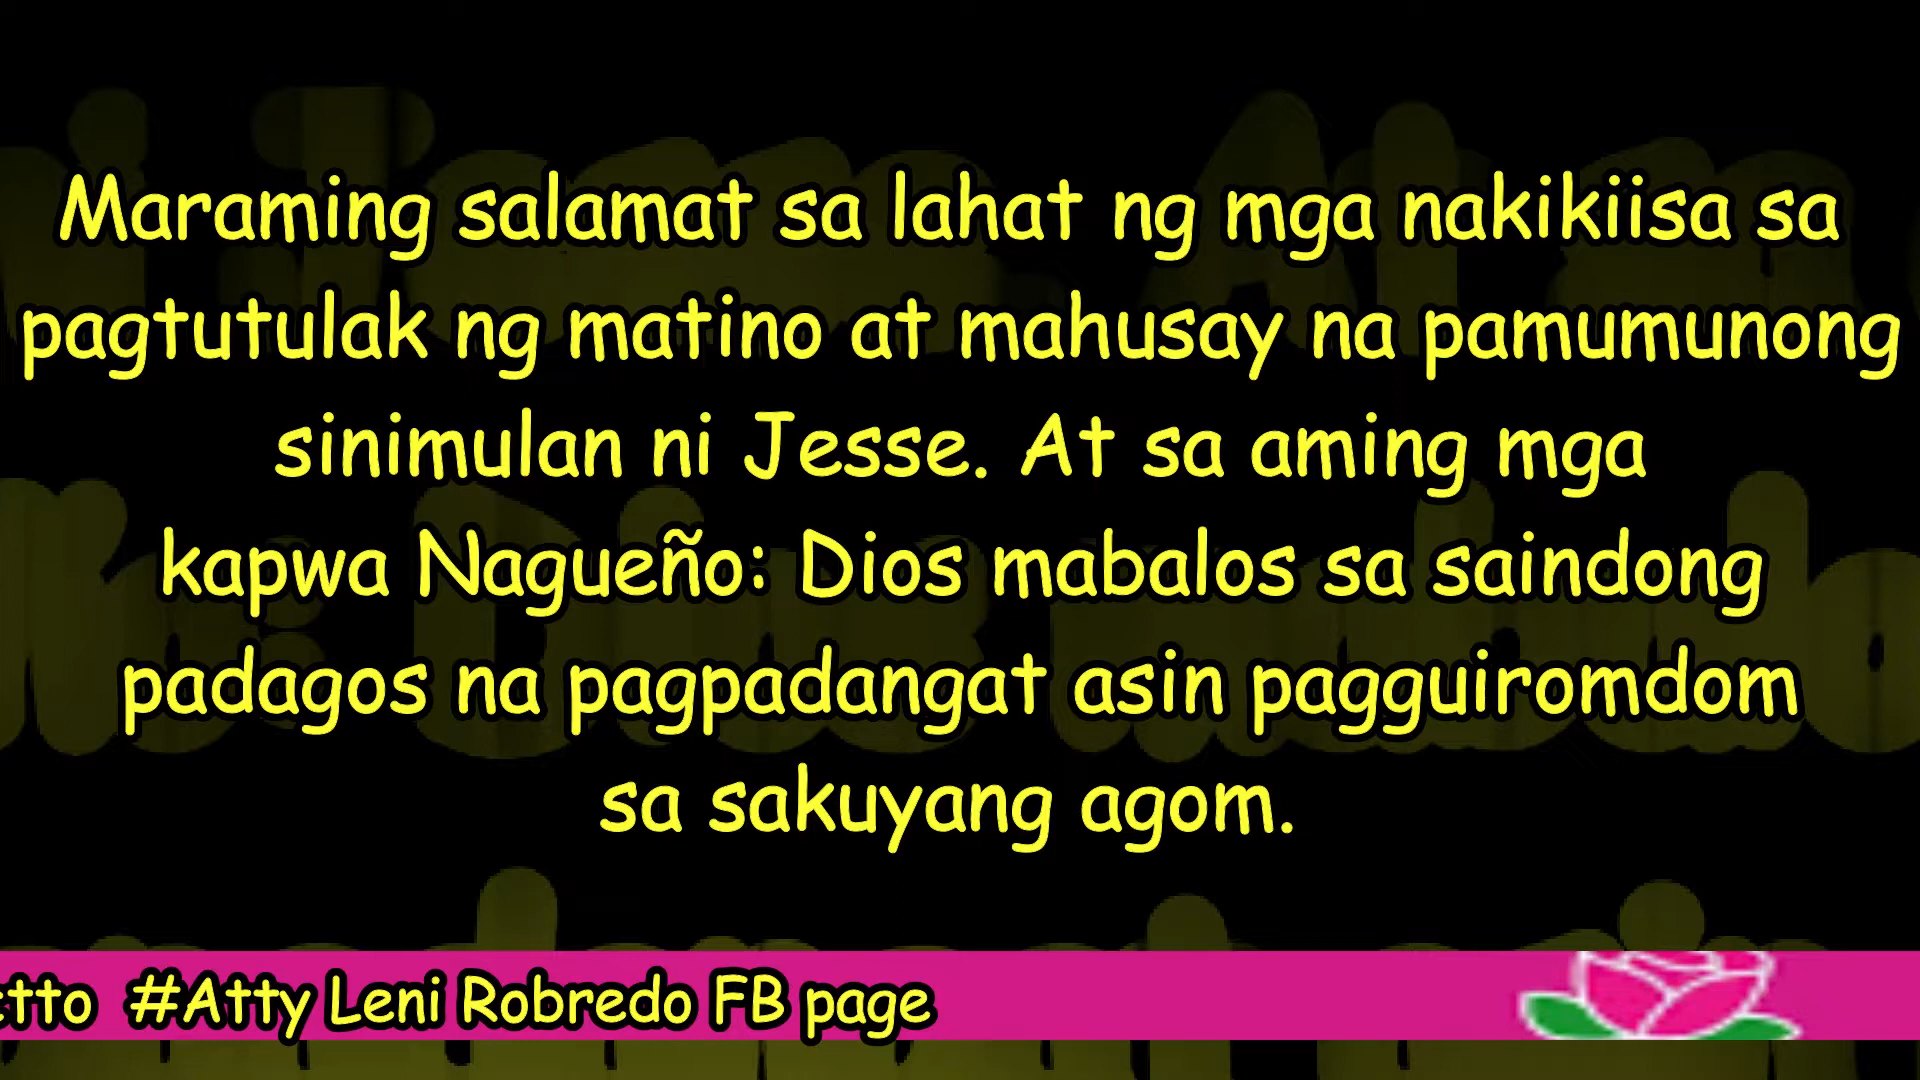 Maraming salamat sa lahat ng mga nakikiisa sa
pagtutulak ng matino at mahusay na pamumunong
sinimulan ni Jesse. At sa aming mga
kapwa Nagueño: Dios mabalos sa saindong
padagos na pagpadangat asin pagguiromdom
sa sakuyang agom.
#Atty Leni Robredo FB page